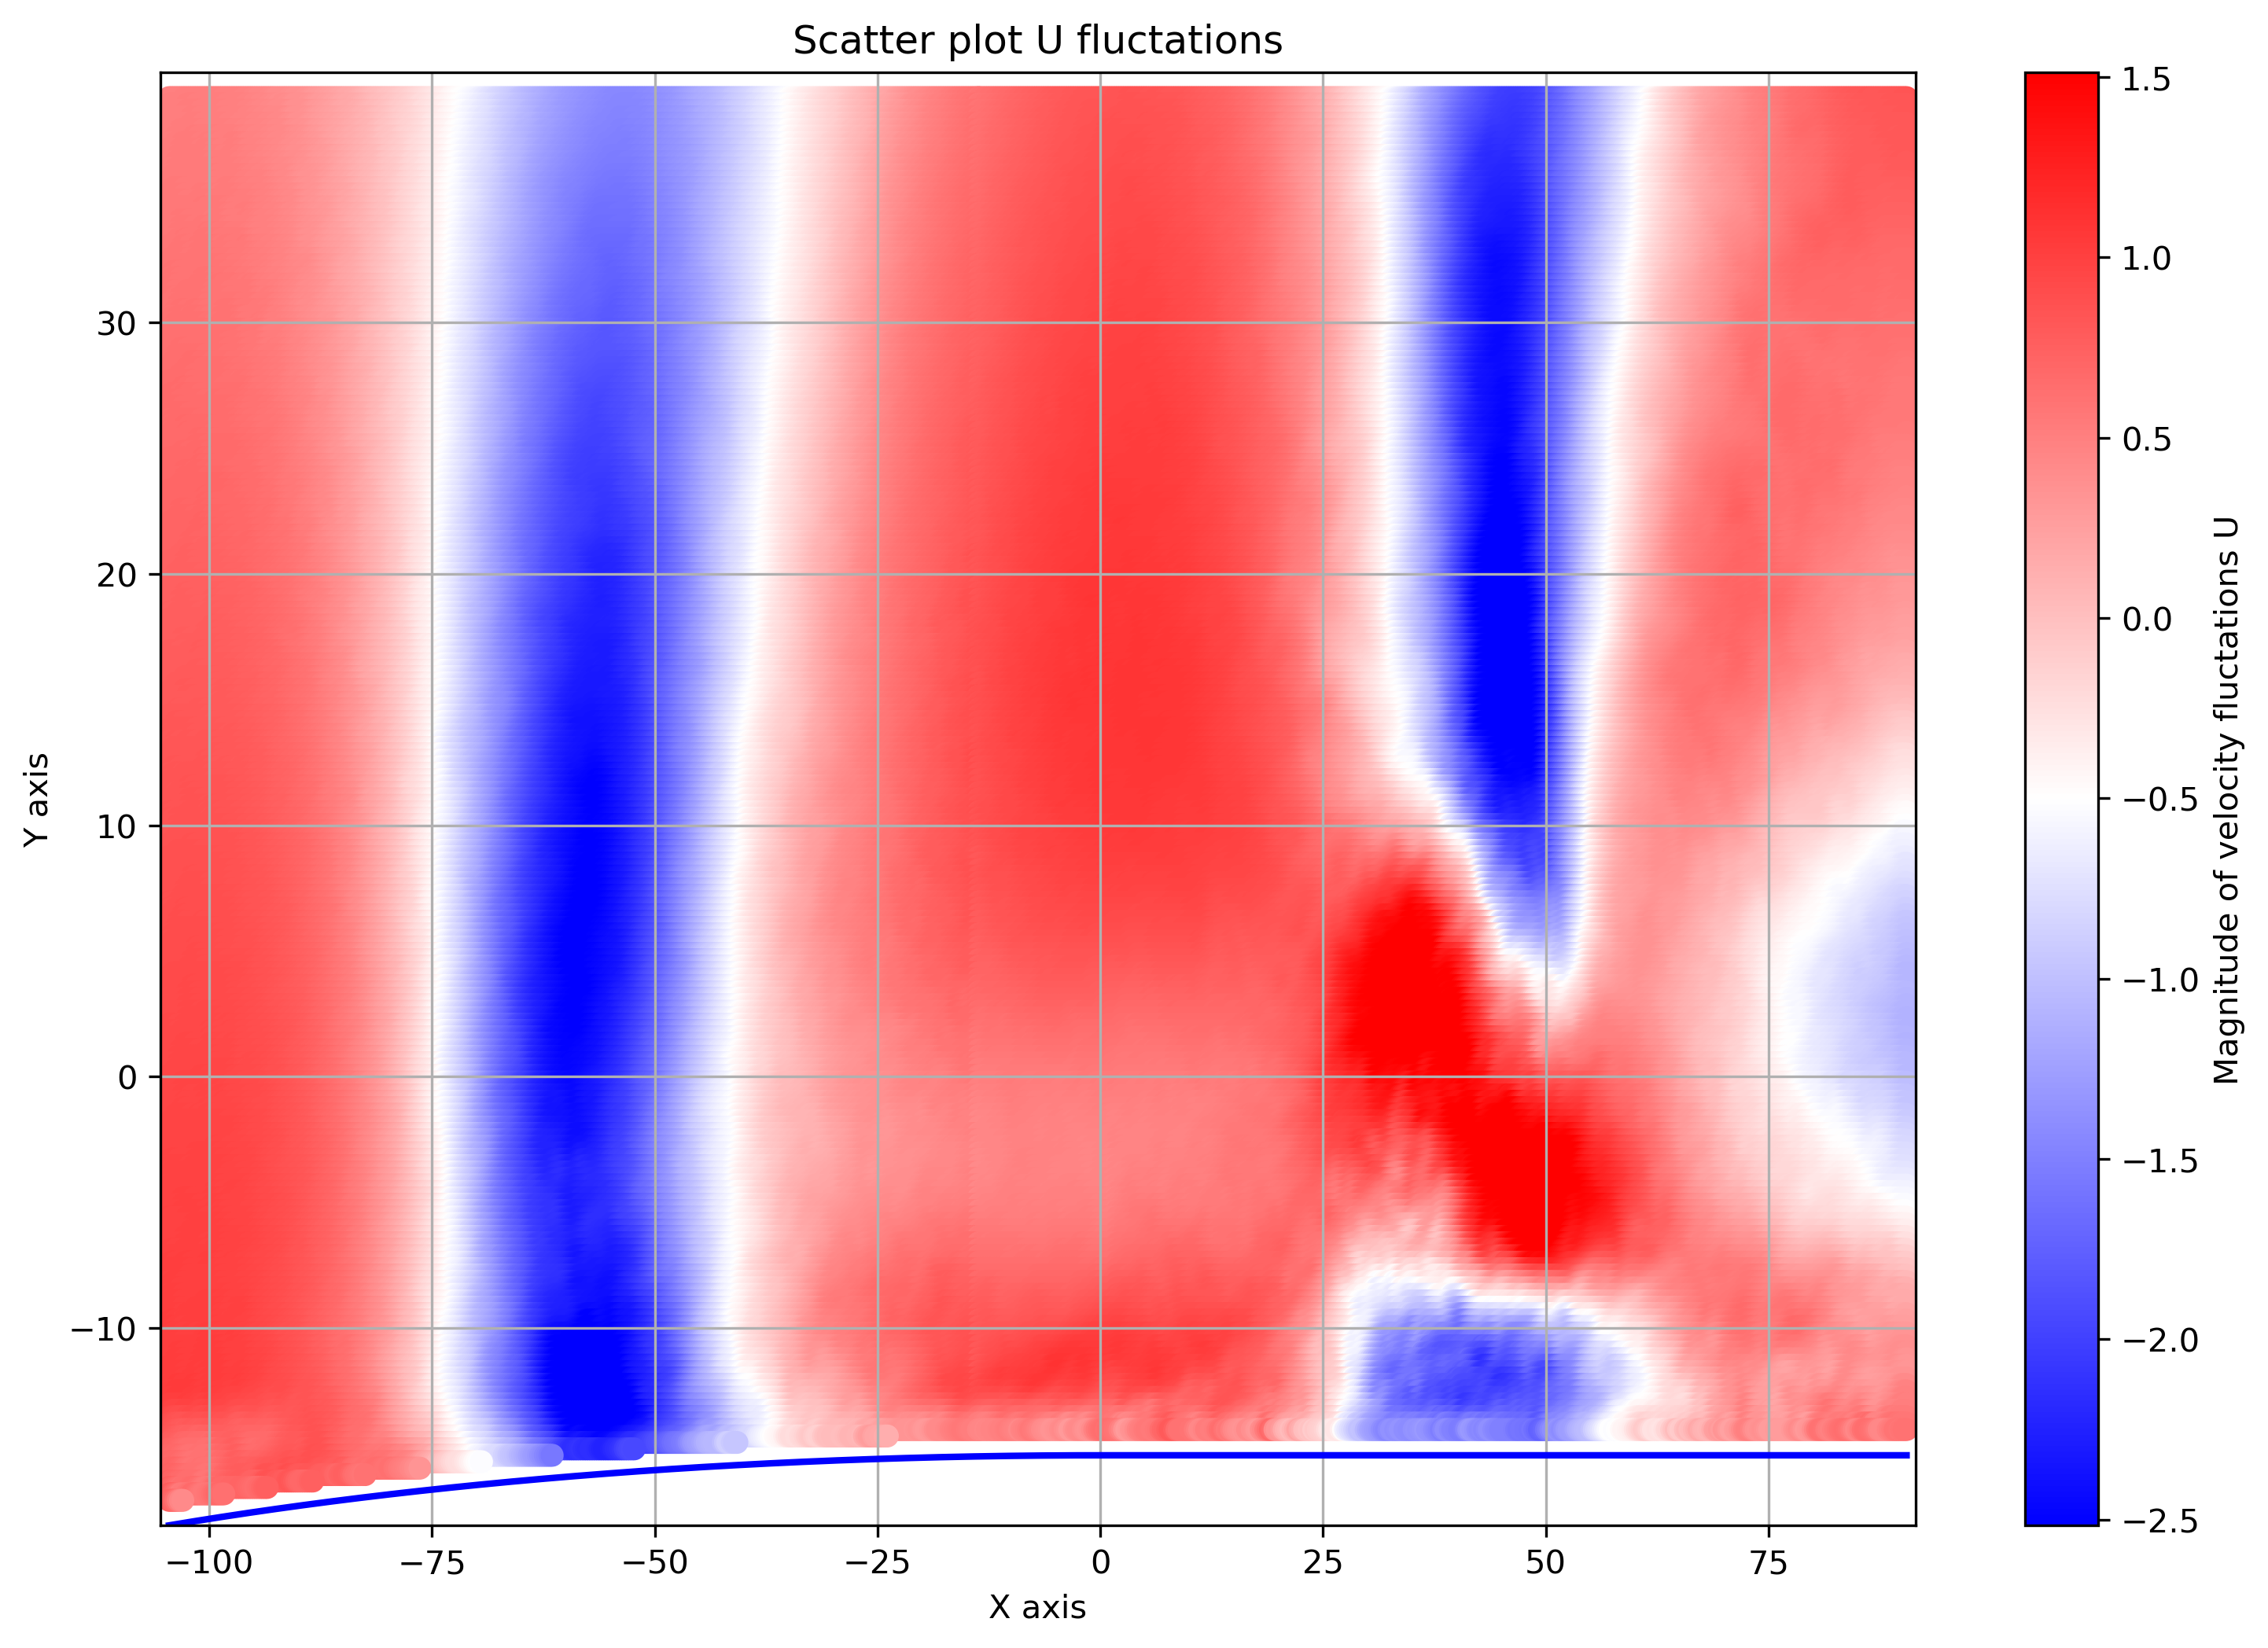 Scatter plot U fluctations
Y axis
30
20
10
0
−10
−100 −75 −50 −25 0 25 50 75
X axis
1.5
1.0
0.5
0.0
−0.5
−1.0
−1.5
−2.0
−2.5
Magnitude of velocity fluctations U